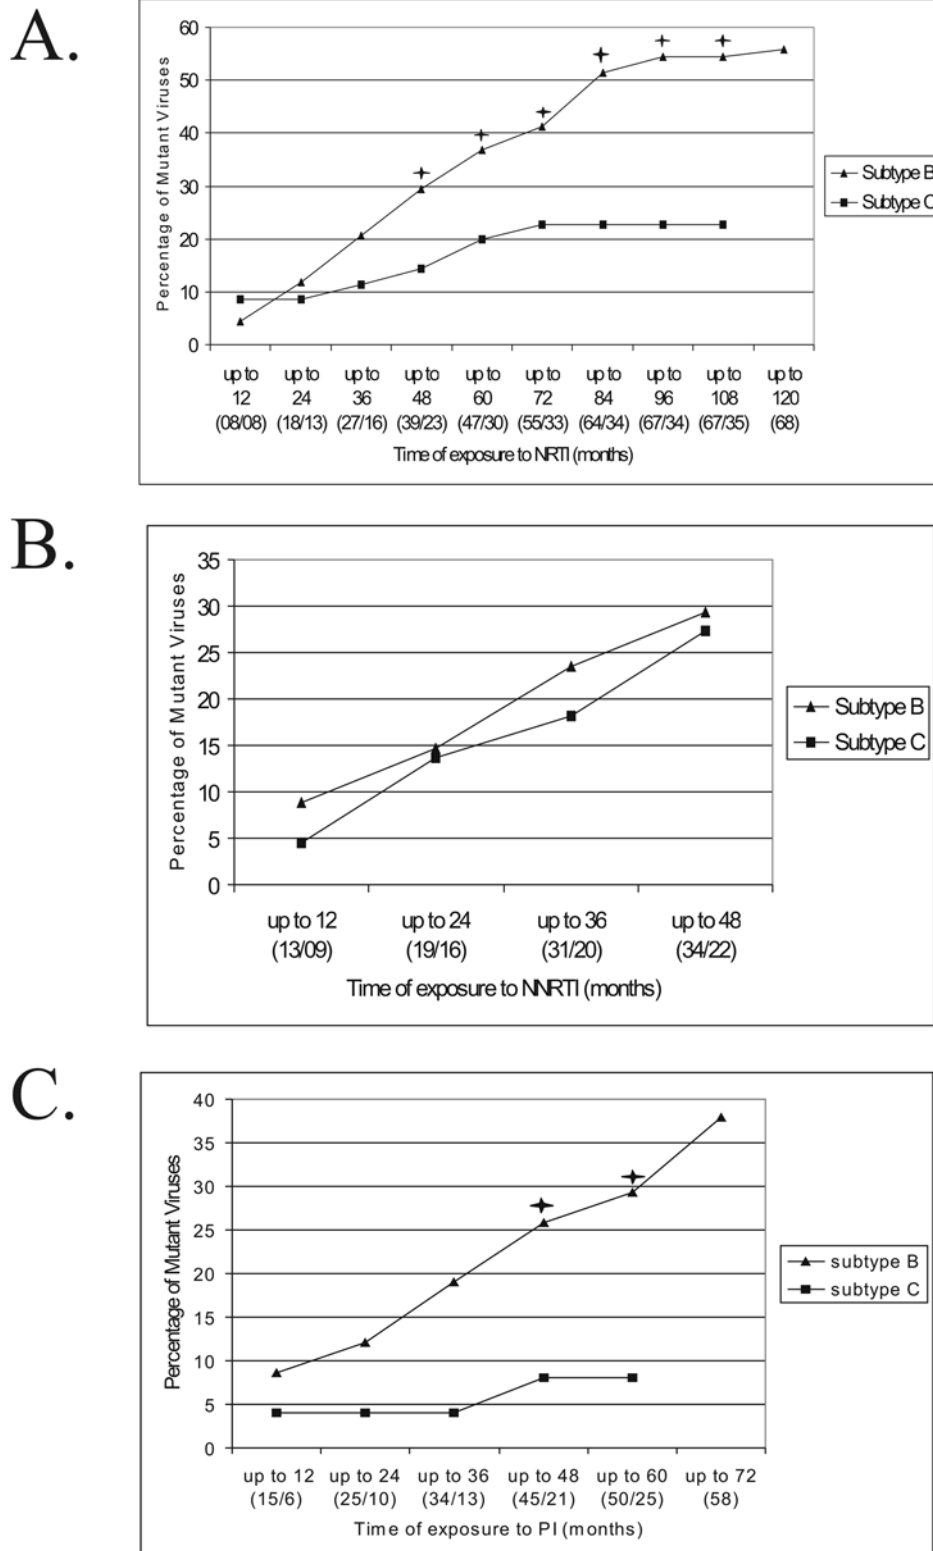 A.
60
50
40
30
20
10
0
Percentage of Mutant Viruses
Subtype B
Subtype C
up to up to up to up to up to up to up to up to up to up to
12 24 36 48 60 72 84 96 108 120
(08/08) (18/13) (27/16) (39/23) (47/30) (55/33) (64/34) (67/34) (67/35) (68)
Time of exposure to NRTI (months)
B.
35
30
25
20
15
10
5
0
Percentage of Mutant Viruses
Subtype B
Subtype C
up to 12 up to 24 up to 36 up to 48
(13/09) (19/16) (31/20) (34/22)
Time of exposure to NNRTI (months)
C.
40
35
30
25
20
15
10
5
0
Percentage of Mutant Viruses
subtype B
subtype C
up to 12 up to 24 up to 36 up to 48 up to 60 up to 72
(15/6) (25/10) (34/13) (45/21) (50/25) (58)
Time of exposure to PI (months)